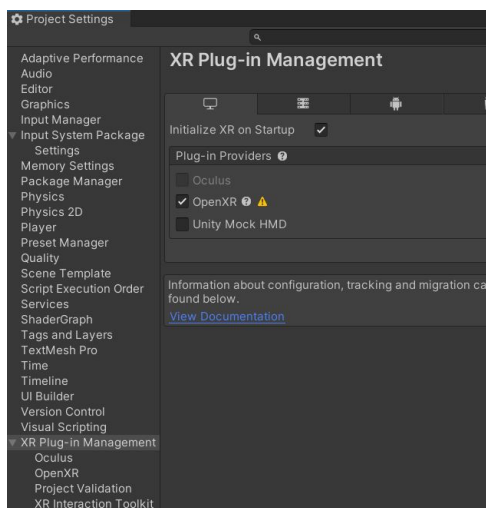 Project Settings
Adaptive Performance
Audio
Editor
Graphics
Input Manager
Input System Package
Settings
Memory Settings
Package Manager
Physics
Physics 2D
Player
Preset Manager
Quality
Scene Template
Script Execution Order
Services
ShaderGraph
Tags and Layers
TextMesh Pro
Time
Timeline
UI Builder
Version Control
Visual Scripting
XR Plug-in Management
Oculus
OpenXR
Project Validation
XR Interaction Toolkit
XR Plug-in Management
Initialize XR on Startup
Plug-in Providers
Oculus
OpenXR
Unity Mock HMD
Information about configuration, tracking and migration ca
found below.
View Documentation